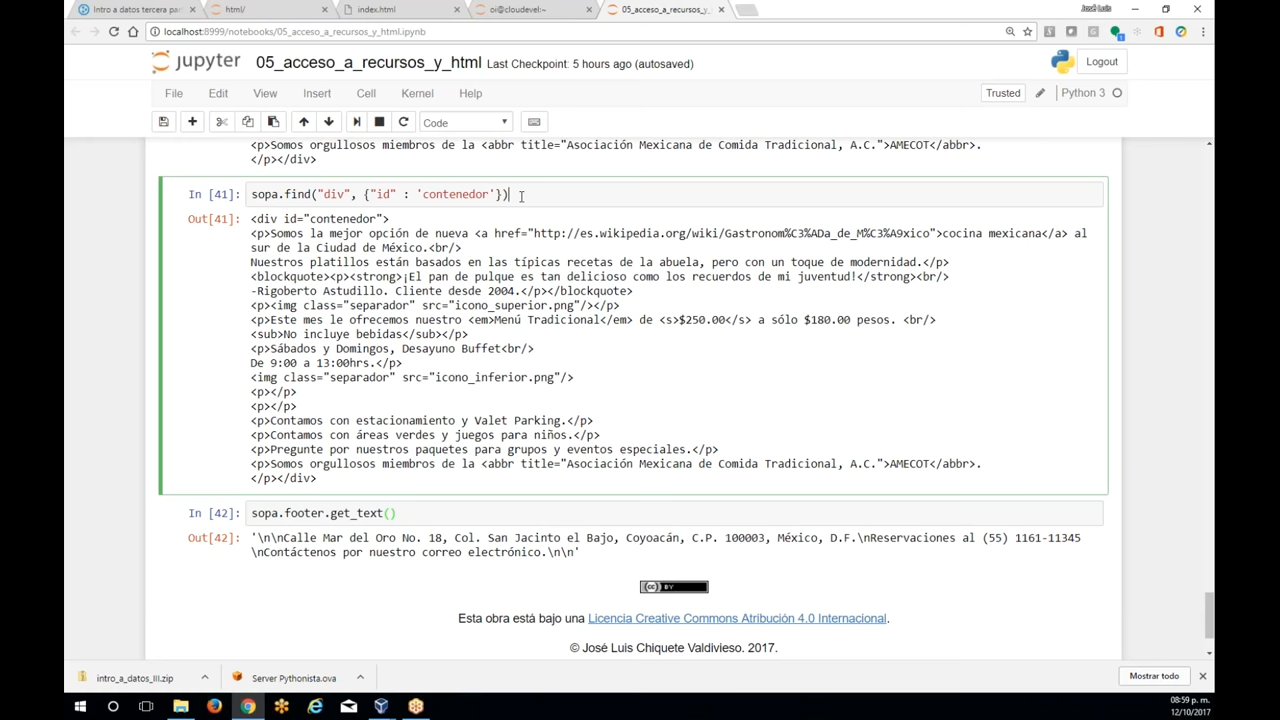 José Luis
Intro a datos tercera par
html/
index.html
oi@cloudevel:~
05_acceso_a_recursos_y_
localhost:8999/notebooks/05_acceso_a_recursos_y_html.ipynb
jupyter 05_acceso_a_recursos_y_html Last Checkpoint: 5 hours ago (autosaved)
Logout
File Edit View Insert Cell Kernel Help
Trusted Python 3
Code
<p>Somos orgullosos miembros de la <abbr title="Asociación Mexicana de Comida Tradicional, A.C.">AMECOT</abbr>.
</p></div>
In [41]: sopa.find("div", {"id" : 'contenedor'})
Out[41]: <div id="contenedor">
<p>Somos la mejor opción de nueva <a href="http://es.wikipedia.org/wiki/Gastronom%C3%ADa_de_M%C3%A9xico">cocina mexicana</a> al
sur de la Ciudad de México.<br/>
Nuestros platillos están basados en las típicas recetas de la abuela, pero con un toque de modernidad.</p>
<blockquote><p><strong>¡El pan de pulque es tan delicioso como los recuerdos de mi juventud!</strong><br/>
-Rigoberto Astudillo. Cliente desde 2004.</p></blockquote>
<p><img class="separador" src="icono_superior.png"/></p>
<p>Este mes le ofrecemos nuestro <em>Menú Tradicional</em> de <s>$250.00</s> a sólo $180.00 pesos. <br/>
<sub>No incluye bebidas</sub></p>
<p>Sábados y Domingos, Desayuno Buffet<br/>
De 9:00 a 13:00hrs.</p>
<img class="separador" src="icono_inferior.png"/>
<p></p>
<p></p>
<p>Contamos con estacionamiento y Valet Parking.</p>
<p>Contamos con áreas verdes y juegos para niños.</p>
<p>Pregunte por nuestros paquetes para grupos y eventos especiales.</p>
<p>Somos orgullosos miembros de la <abbr title="Asociación Mexicana de Comida Tradicional, A.C.">AMECOT</abbr>.
</p></div>
In [42]: sopa.footer.get_text()
Out[42]: '\n\nCalle Mar del Oro No. 18, Col. San Jacinto el Bajo, Coyoacán, C.P. 100003, México, D.F.\nReservaciones al (55) 1161-11345
\nContáctenos por nuestro correo electrónico.\n\n'
cc BY
Esta obra está bajo una Licencia Creative Commons Atribución 4.0 Internacional.
© José Luis Chiquete Valdivieso. 2017.
intro_a_datos_III.zip
Server Pythonista.ova
Mostrar todo
08:59 p. m.
12/10/2017